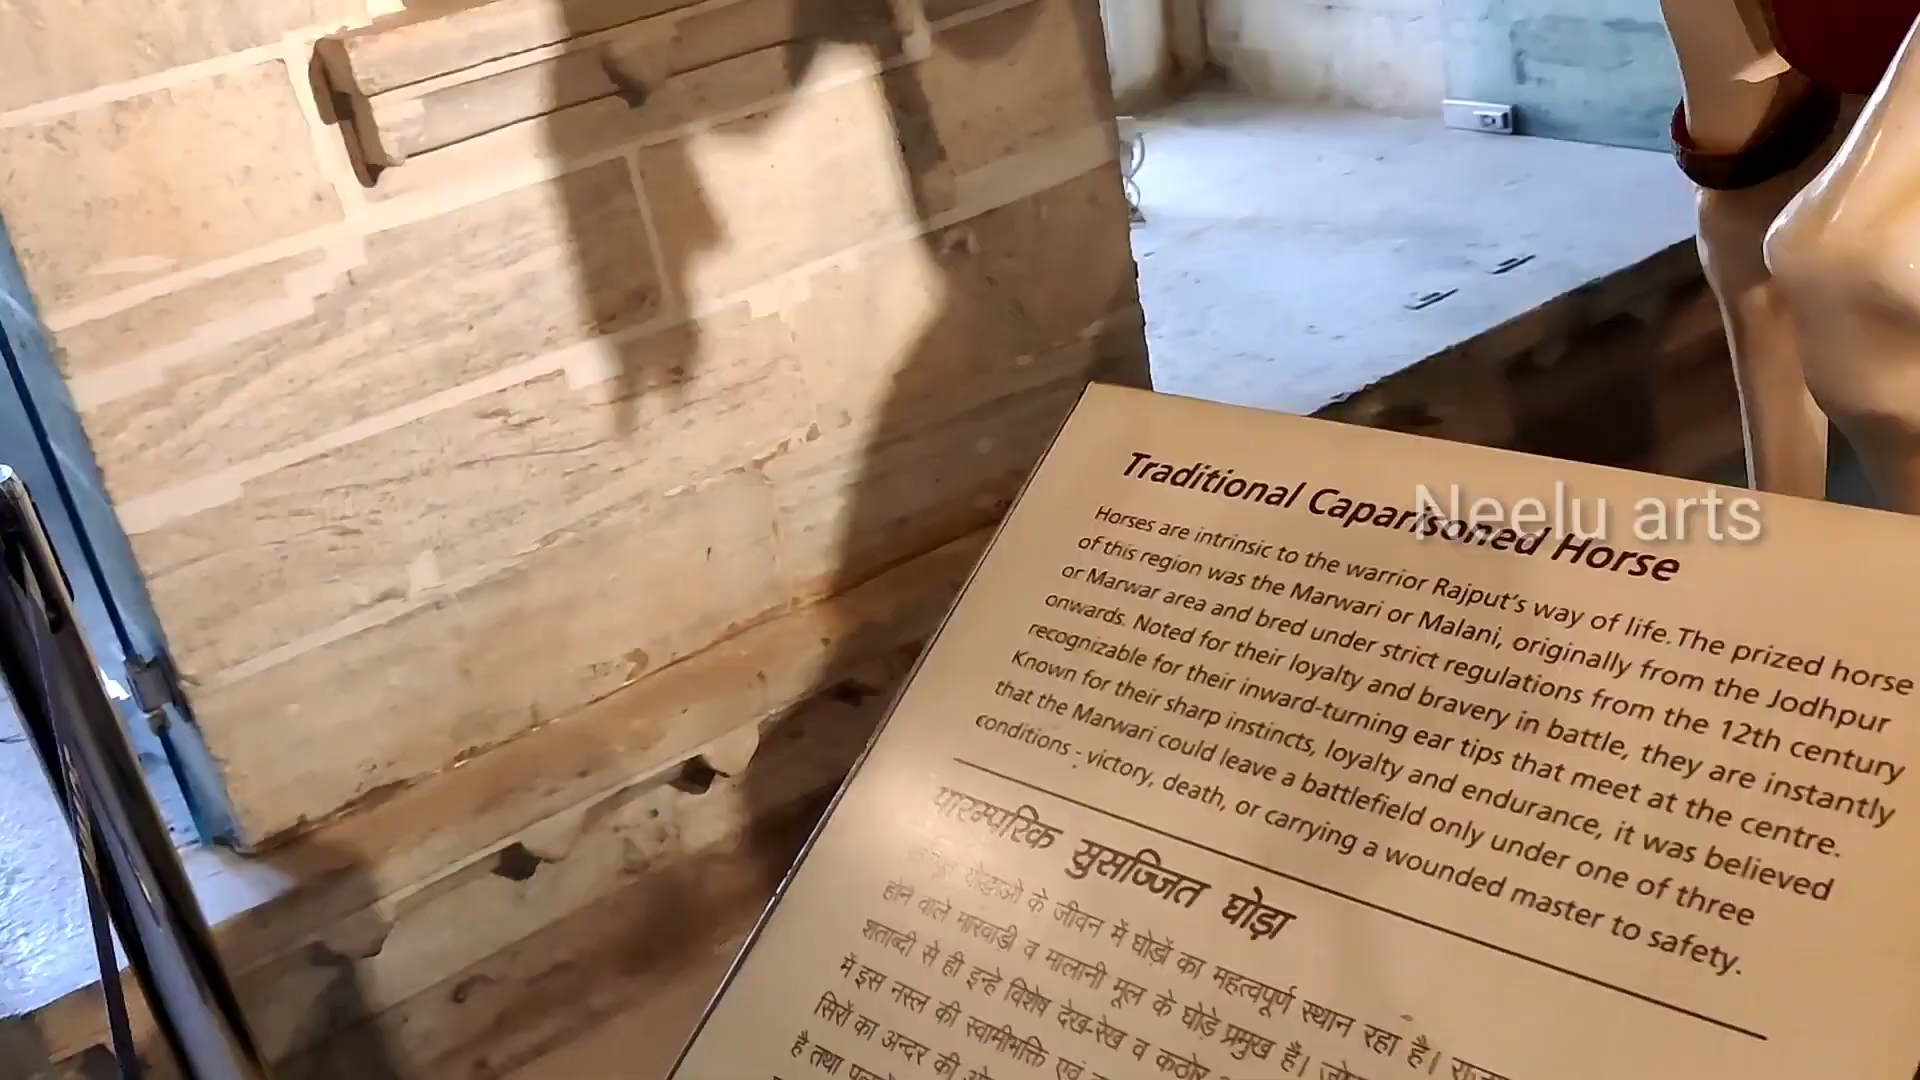 Traditional Caparisoned Horse
Neelu arts
Horses are intrinsic to the warrior Rajput's way of life. The prized horse
of this region was the Marwari or Malani, originally from the Jodhpur
or Marwar area and bred under strict regulations from the 12th century
onwards. Noted for their loyalty and bravery in battle, they are instantly
recognizable for their inward-turning ear tips that meet at the centre.
Known for their sharp instincts, loyalty and endurance, it was believed
that the Marwari could leave a battlefield only under one of three
conditions - victory, death, or carrying a wounded master to safety.
पारम्परिक सुसज्जित घोड़ा
योद्धाओं के जीवन में घोड़ों का महत्वपूर्ण स्थान रहा है।
होने वाले मारवाड़ी व मालानी मूल के घोड़े प्रमुख हैं।
शताब्दी से ही इन्हे विशेष देख-रेख व कठोर
में इस नस्ल की स्वामीभक्ति एवं
सिरों का अन्दर की
है तथा